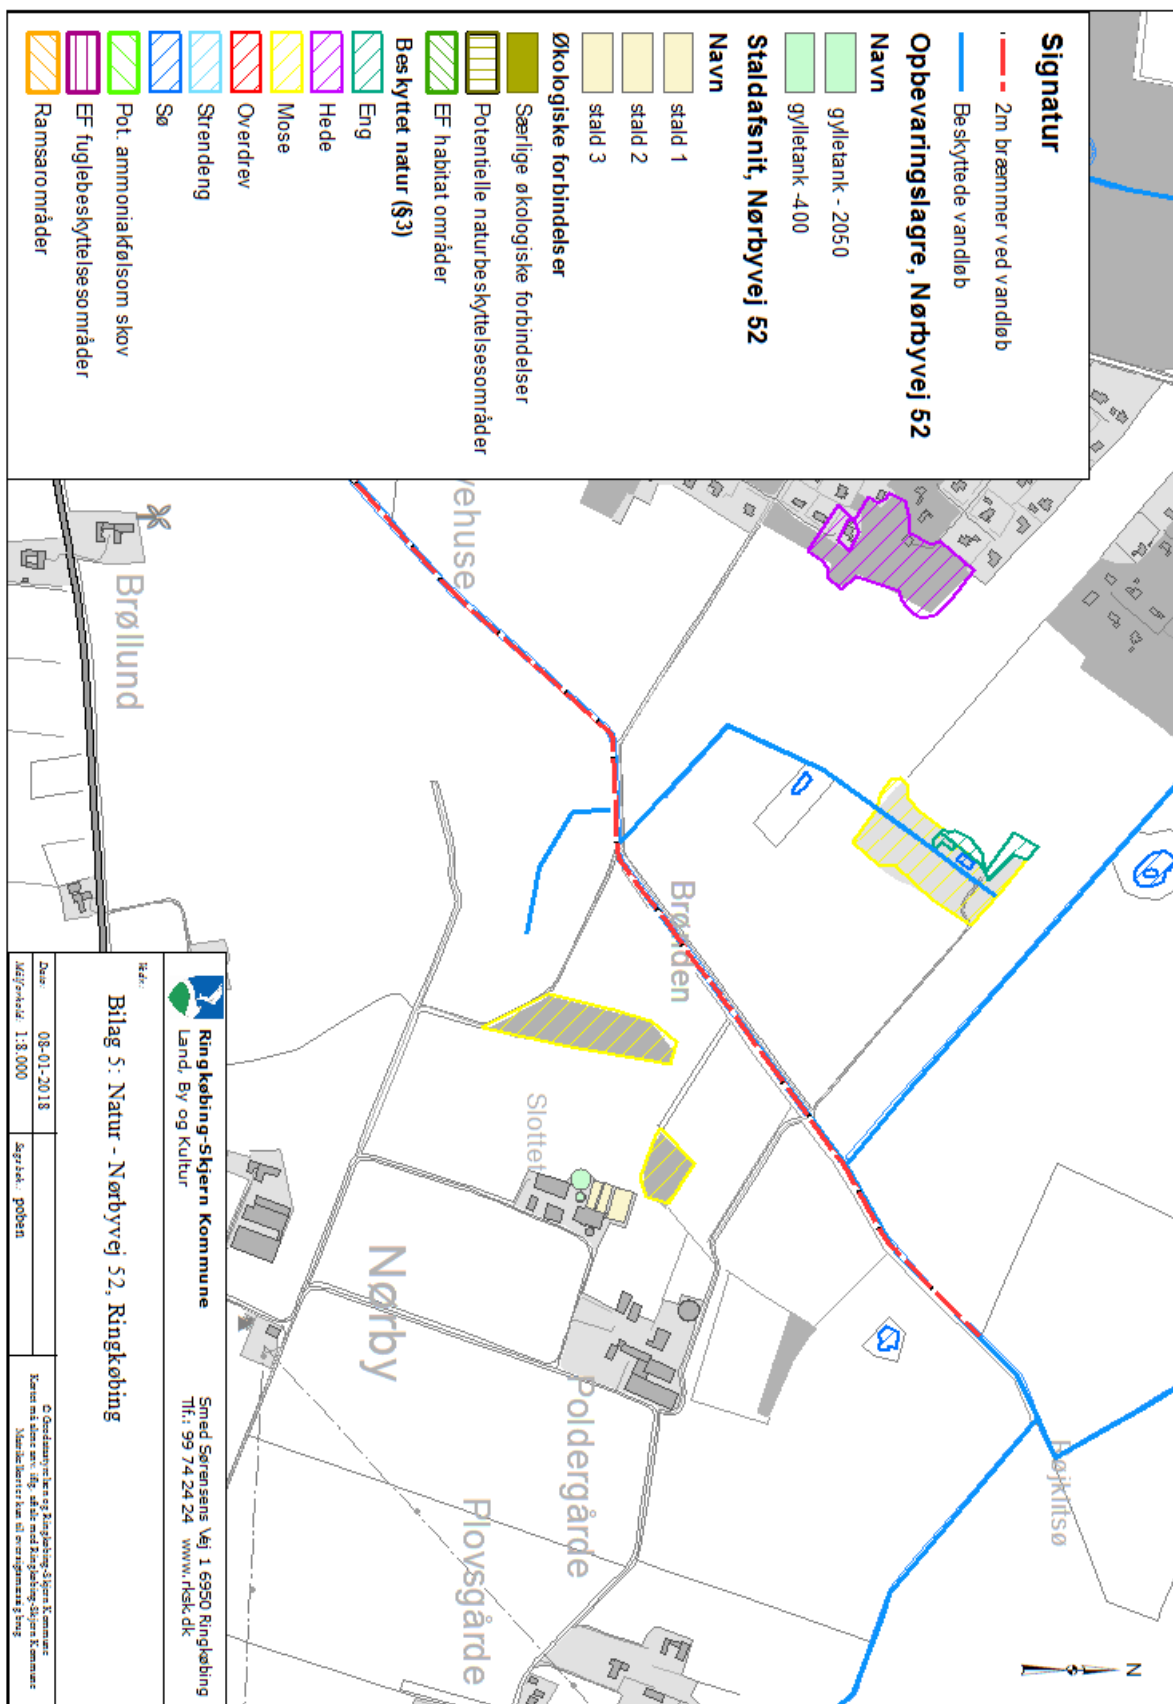 Signatur
2m bræmmer ved vandløb
Beskyttede vandløb
Opbevaringslagre, Nørbyvej 52
Navn
gylletank - 2050
gylletank -400
Staldafsnit, Nørbyvej 52
Navn
stald 1
stald 2
stald 3
Økologiske forbindelser
Særlige økologiske forbindelser
Potentielle naturbeskyttelsesområder
EF habitat områder
Beskyttet natur (§3)
Eng
Hede
Mose
Overdrev
Strendeng
Sø
Pot. ammoniakfølsom skov
EF fuglebeskyttelsesområder
Ramsarområder
Brøllund
Brønden
Slottet
Nørby
Poldergårde
Plovsgårde
Røjklitsø
N
Ringkøbing-Skjern Kommune
Land, By og Kultur
Smed Sørensens Vej 1 6950 Ringkøbing
Tlf.: 99 74 24 24 www.rksk.dk
Bilag 5: Natur - Nørbyvej 52, Ringkøbing
Dato: 08-01-2018
Målforhold: 1:8.000
Sagsbeh.: poben